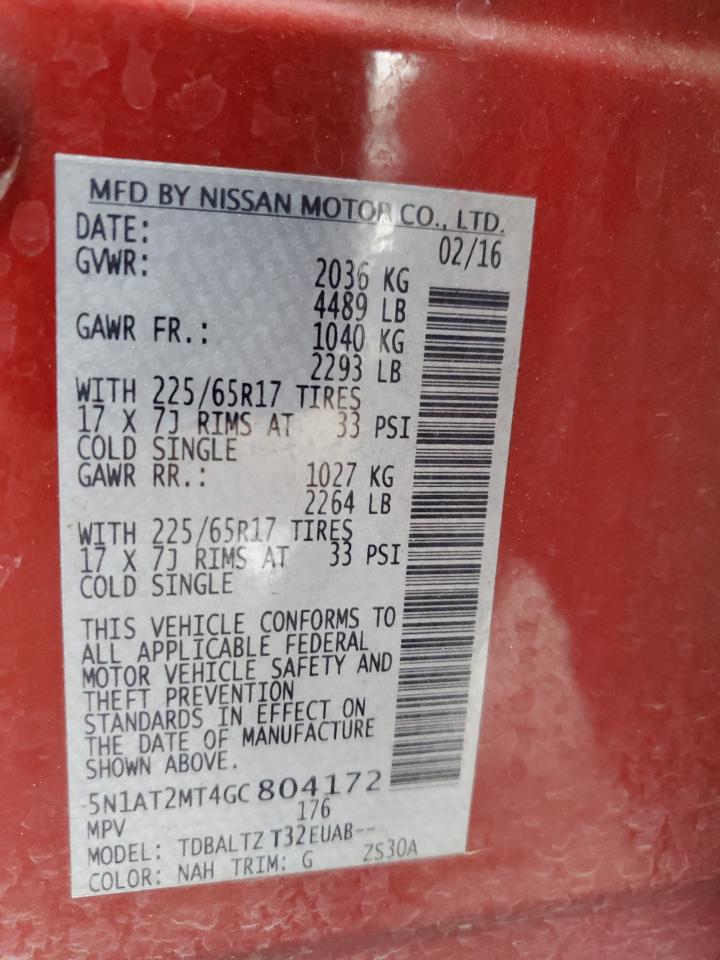 MFD BY NISSAN MOTOR CO., LTD.
DATE: 02/16
GVWR: 2036 KG
4489 LB
GAWR FR.: 1040 KG
2293 LB
WITH 225/65R17 TIRES
17 X 7J RIMS AT 33 PSI
COLD SINGLE
GAWR RR.: 1027 KG
2264 LB
WITH 225/65R17 TIRES
17 X 7J RIMS AT 33 PSI
COLD SINGLE
THIS VEHICLE CONFORMS TO
ALL APPLICABLE FEDERAL
MOTOR VEHICLE SAFETY AND
THEFT PREVENTION
STANDARDS IN EFFECT ON
THE DATE OF MANUFACTURE
SHOWN ABOVE.
5N1AT2MT4GC804172
MPV 176
MODEL: TDBALTZ T32EUAB--
COLOR: NAH TRIM: G ZS30A